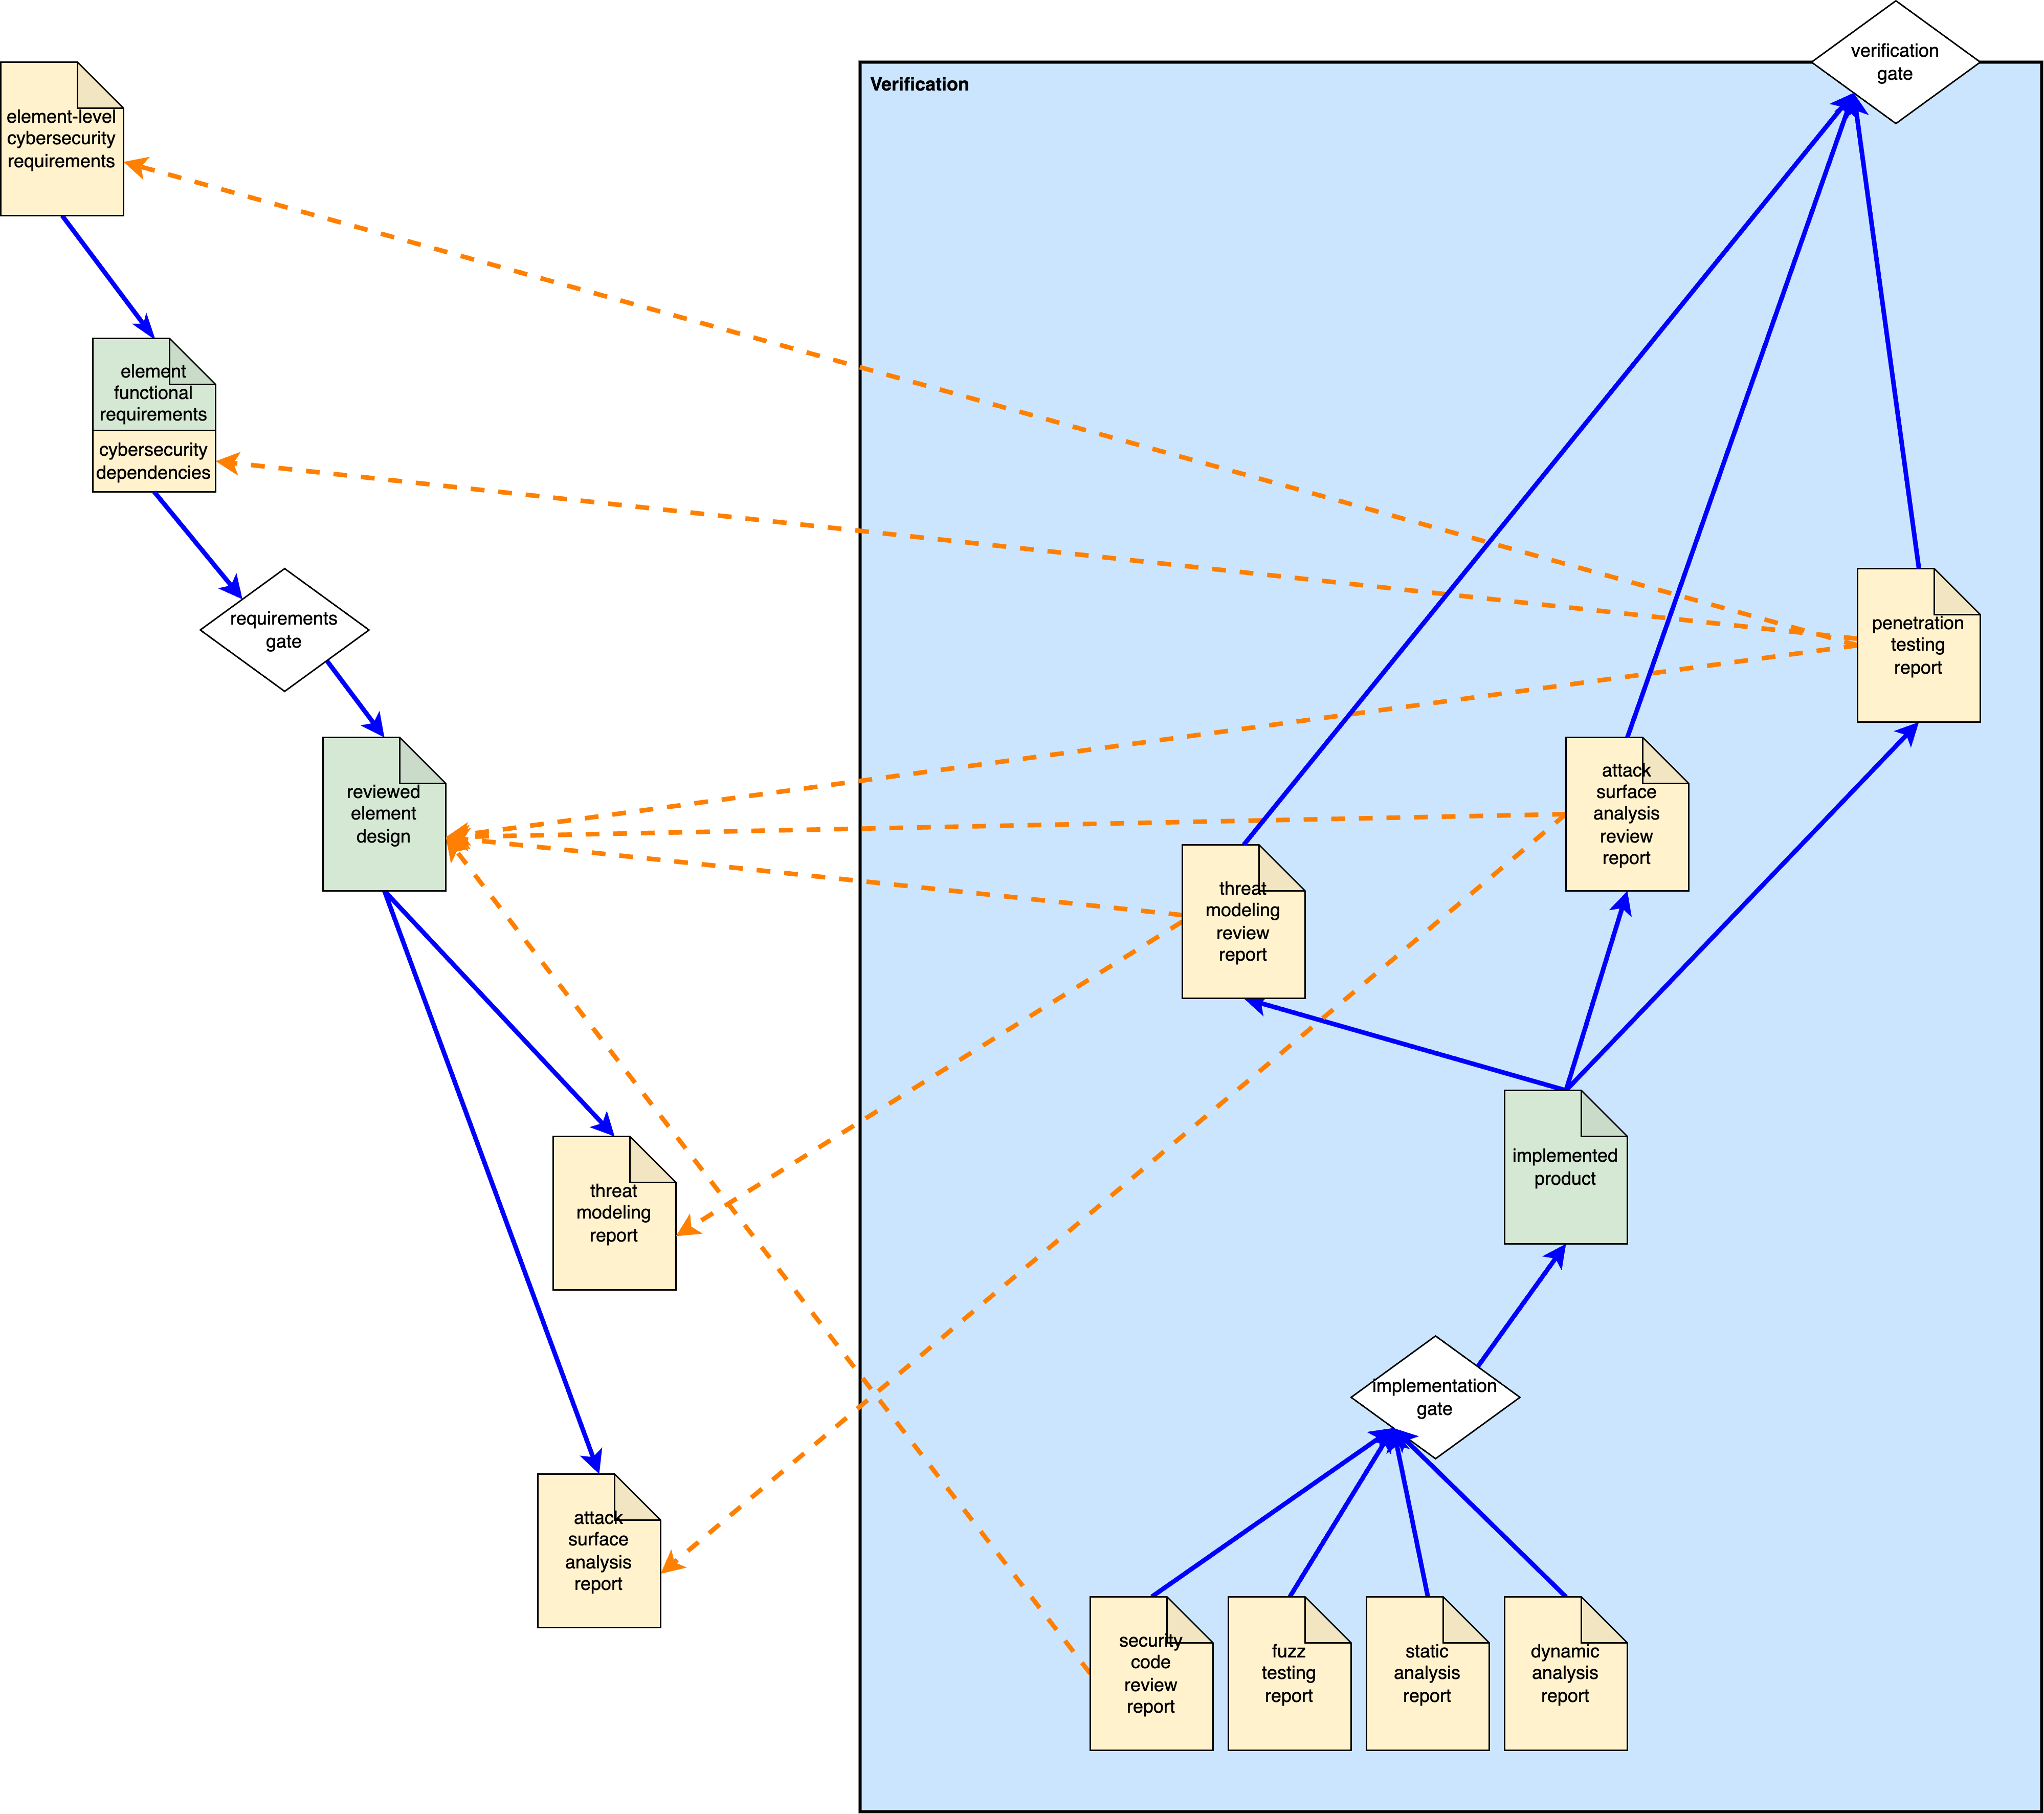 verification
gate
Verification
element-level
cybersecurity
requirements
element
functional
requirements
cybersecurity
dependencies
requirements
gate
penetration
testing
report
reviewed
element
design
attack
surface
analysis
review
report
threat
modeling
review
report
implemented
product
threat
modeling
report
implementation
gate
attack
surface
analysis
report
security
code
review
report
fuzz
testing
report
static
analysis
report
dynamic
analysis
report